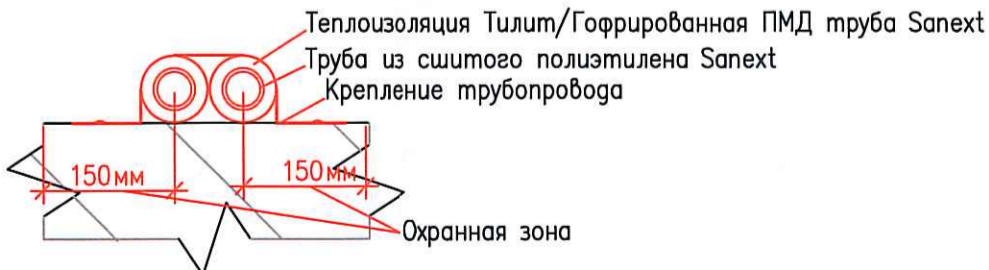 Теплоизоляция Тилит/Гофрированная ПМД труба Sanext
Труба из сшитого полиэтилена Sanext
Крепление трубопровода
150мм
150мм
Охранная зона